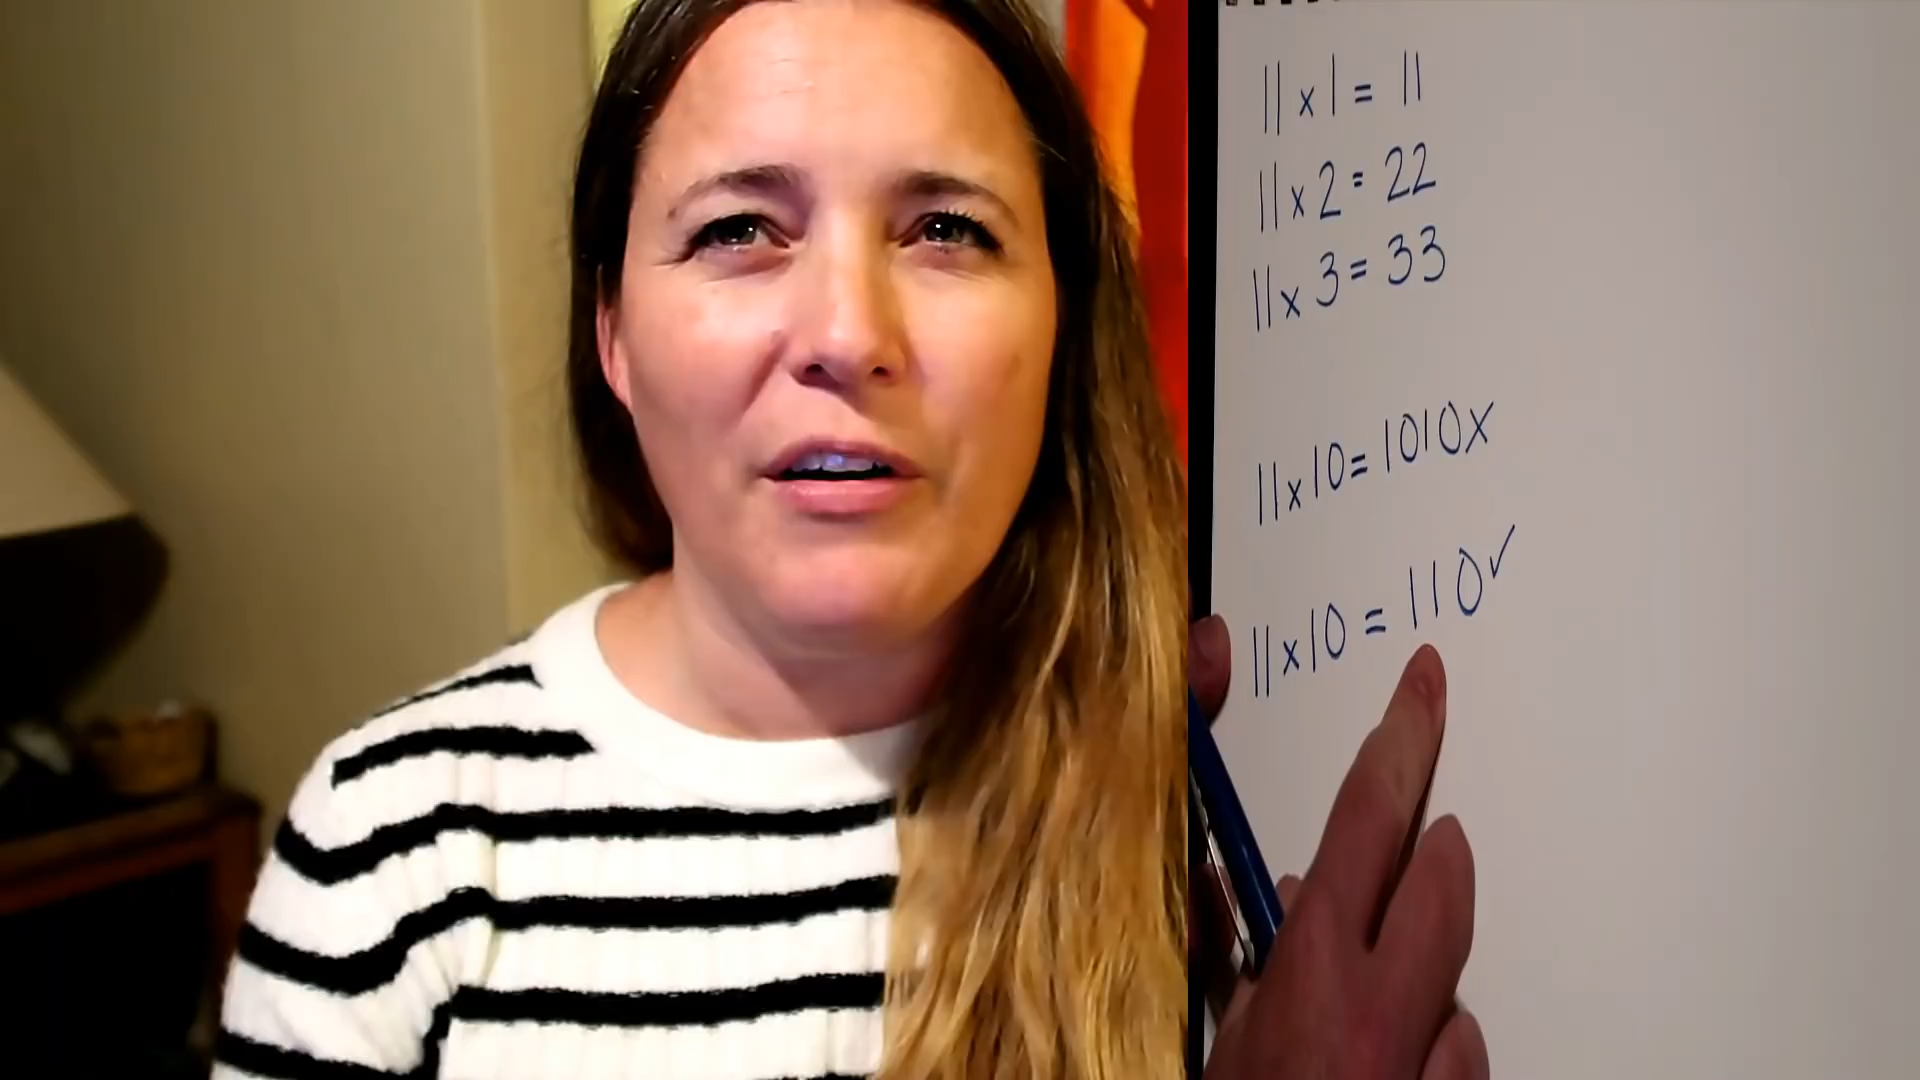 11 x 1 = 11
11 x 2 = 22
11 x 3 = 33
11 x 10 = 1010 x
11 x 10 = 110 ✓